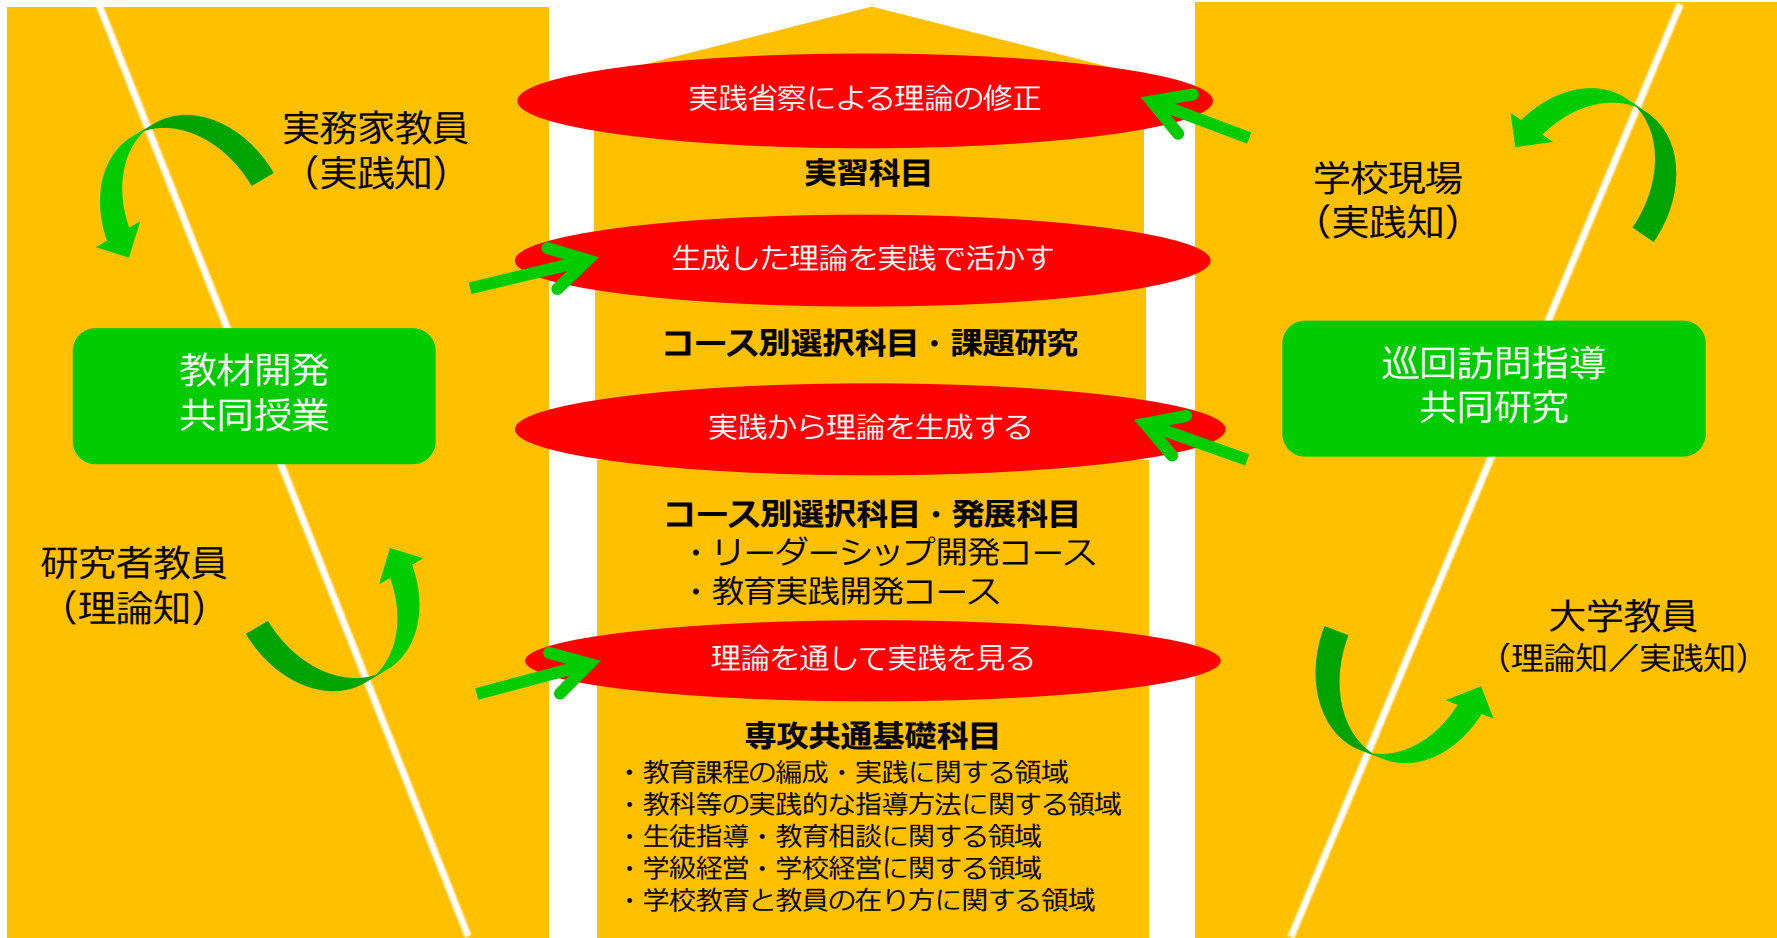 実務家教員
（実践知）
教材開発
共同授業
研究者教員
（理論知）
実践省察による理論の修正
実習科目
生成した理論を実践で活かす
コース別選択科目・課題研究
実践から理論を生成する
コース別選択科目・発展科目
・リーダーシップ開発コース
・教育実践開発コース
理論を通して実践を見る
専攻共通基礎科目
・教育課程の編成・実践に関する領域
・教科等の実践的な指導方法に関する領域
・生徒指導・教育相談に関する領域
・学級経営・学校経営に関する領域
・学校教育と教員の在り方に関する領域
学校現場
（実践知）
巡回訪問指導
共同研究
大学教員
（理論知／実践知）